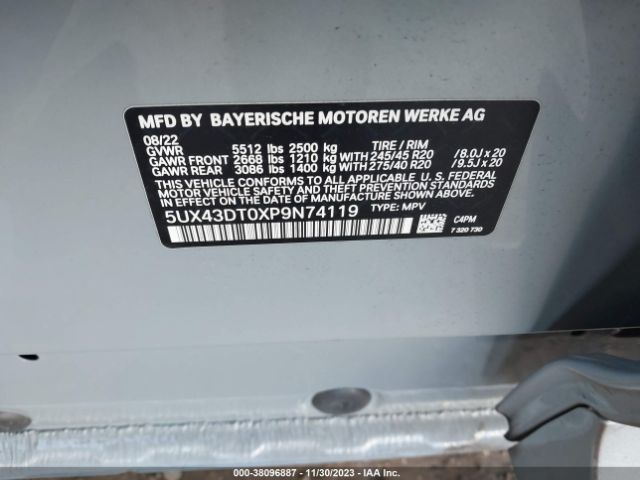 MFD BY BAYERISCHE MOTOREN WERKE AG
08/22 TIRE / RIM
GVWR 5512 lbs 2500 kg
GAWR FRONT 2668 lbs 1210 kg WITH 245/45 R20 /8.0J x 20
GAWR REAR 3086 lbs 1400 kg WITH 275/40 R20 /9.5J x 20
THIS VEHICLE CONFORMS TO ALL APPLICABLE U. S. FEDERAL
MOTOR VEHICLE SAFETY AND THEFT PREVENTION STANDARDS
IN EFFECT ON THE DATE OF MANUFACTURE SHOWN ABOVE.
5UX43DT0XP9N74119 TYPE: MPV
C4PM
7 320 730
000-38096887 - 11/30/2023 - IAA Inc.